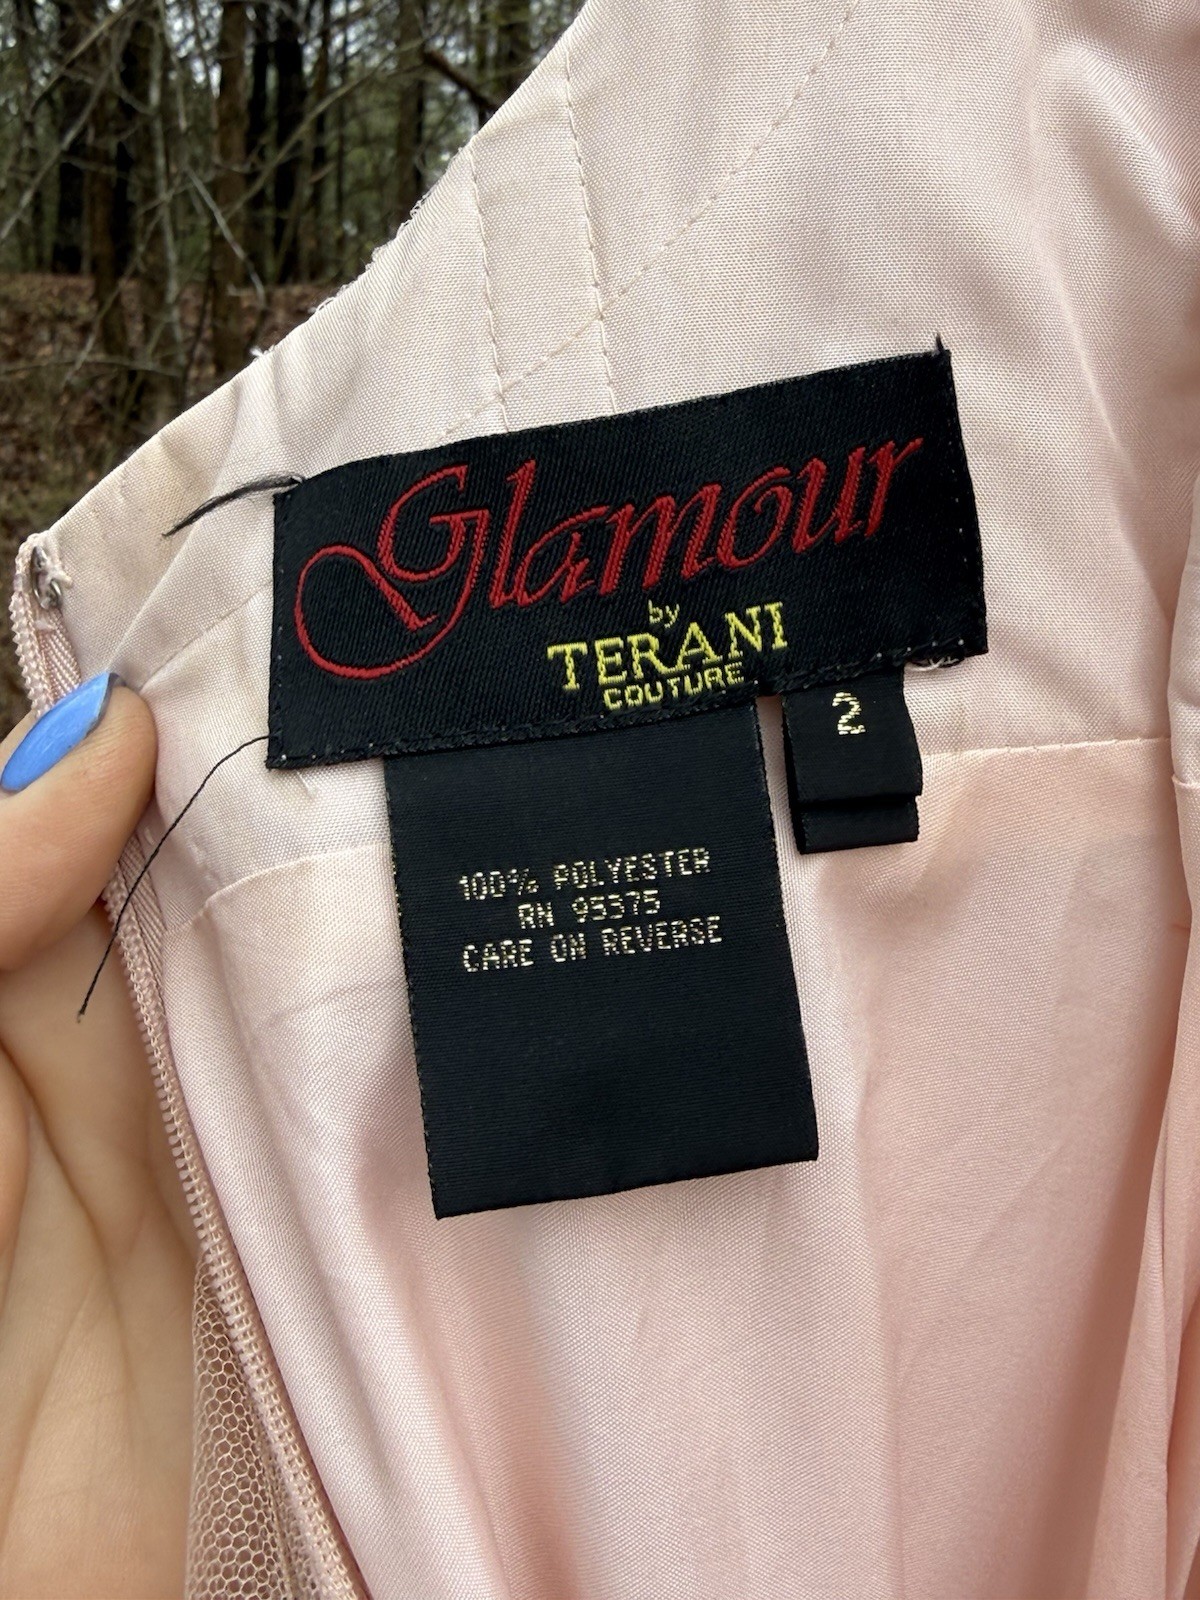 Glamour
by
TERANI
COUTURE
2
100% POLYESTER
RN 95375
CARE ON REVERSE